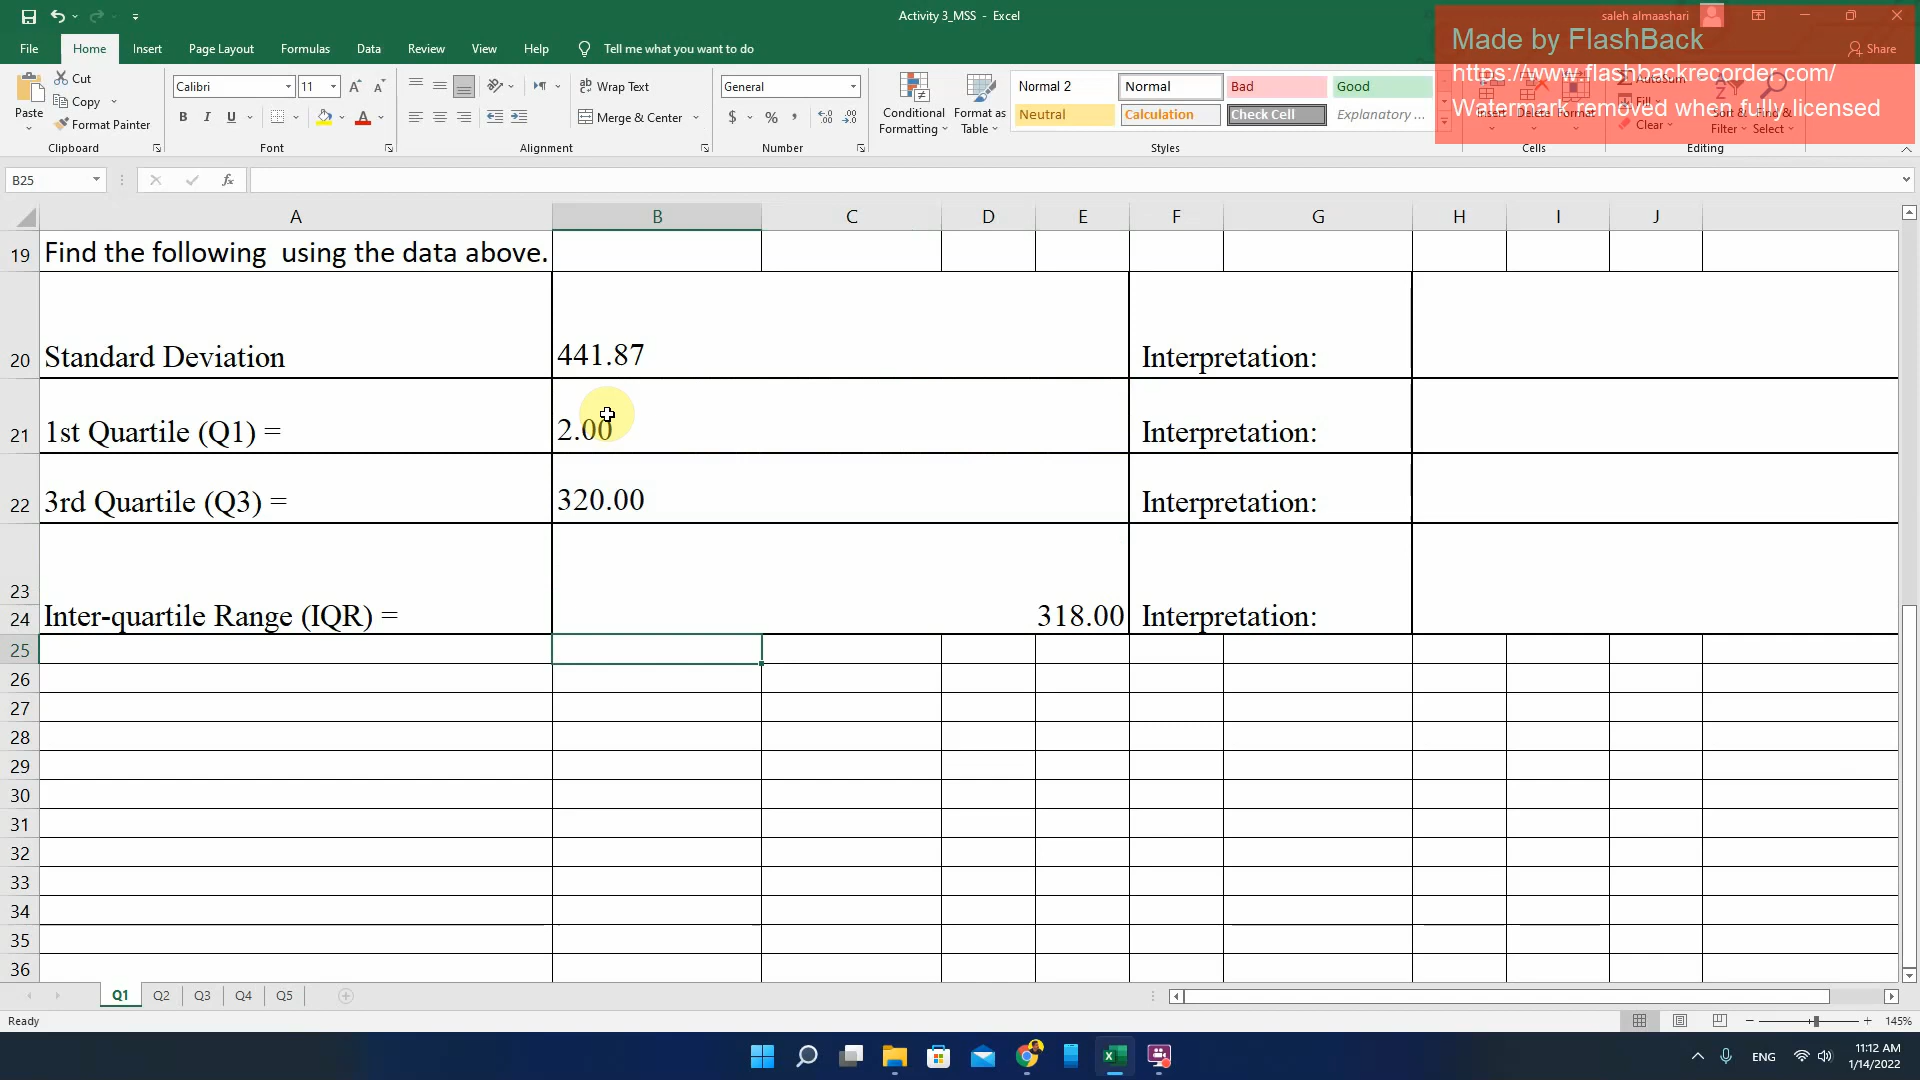 Activity 3_MSS - Excel
saleh almaashari
Made by FlashBack
https://www.flashbackrecorder.com/
Watermark removed when fully licensed
File Home Insert Page Layout Formulas Data Review View Help Tell me what you want to do
Share
Paste
Cut
Copy
Format Painter
Calibri 11
B I U
Wrap Text
Merge & Center
General
$ % ,
Conditional Formatting
Format as Table
Normal 2 Normal Bad Good
Neutral Calculation Check Cell Explanatory ...
Insert Delete Format
AutoSum
Fill
Clear
Sort & Filter
Find & Select
Clipboard Font Alignment Number Styles Cells Editing
B25 fx
A B C D E F G H I J
19 Find the following using the data above.
20 Standard Deviation 441.87 Interpretation:
21 1st Quartile (Q1) = 2.00 Interpretation:
22 3rd Quartile (Q3) = 320.00 Interpretation:
23
24 Inter-quartile Range (IQR) = 318.00 Interpretation:
25
26
27
28
29
30
31
32
33
34
35
36
Q1 Q2 Q3 Q4 Q5
Ready
145%
ENG
11:12 AM
1/14/2022